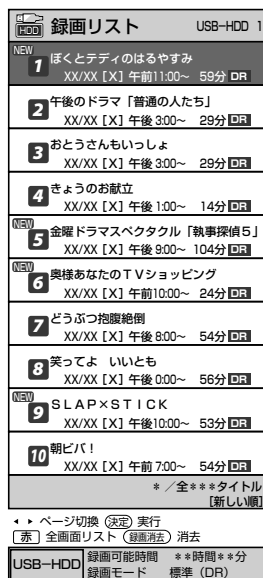 HDD 録画リスト USB-HDD 1
NEW
1 ぼくとテディのはるやすみ
XX/XX [X] 午前11:00~ 59分 DR
2 午後のドラマ「普通の人たち」
XX/XX [X] 午後 3:00~ 29分 DR
3 おとうさんもいっしょ
XX/XX [X] 午後 3:00~ 29分 DR
4 きょうのお献立
XX/XX [X] 午後 1:00~ 14分 DR
NEW
5 金曜ドラマスペクタクル「執事探偵5」
XX/XX [X] 午後 9:00~ 104分 DR
NEW
6 奥様あなたのTVショッピング
XX/XX [X] 午前10:00~ 24分 DR
7 どうぶつ抱腹絶倒
XX/XX [X] 午後 8:00~ 54分 DR
8 笑ってよ いいとも
XX/XX [X] 午後 0:00~ 56分 DR
NEW
9 SLAP×STICK
XX/XX [X] 午後10:00~ 53分 DR
10 朝ビバ!
XX/XX [X] 午前 7:00~ 54分 DR
* /全***タイトル
[新しい順]
ページ切換 決定 実行
赤 全画面リスト 録画消去 消去
USB-HDD 録画可能時間 **時間**分
録画モード 標準(DR)